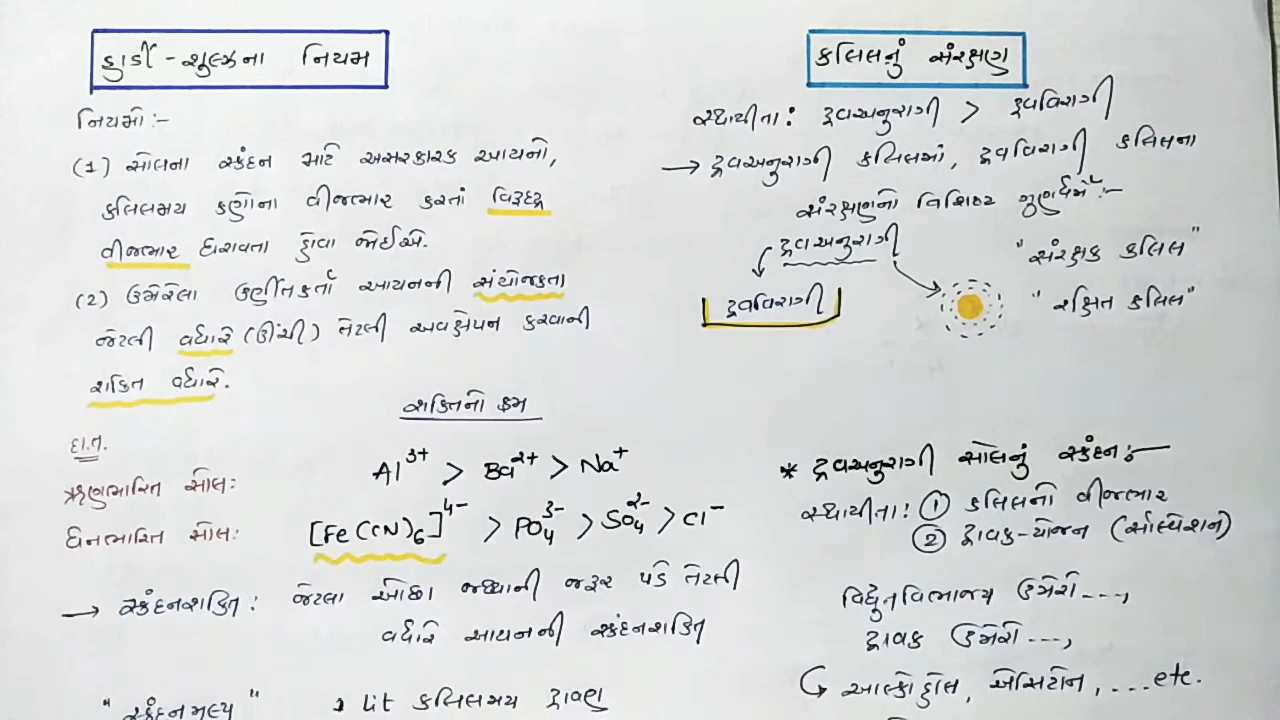 હાર્ડી-શુલ્ઝના નિયમ
નિયમો:-
(1) સોલના સ્કંદન માટે અસરકારક આયનો,
કલિલમય કણોના વીજભાર કરતાં વિરુદ્ધ
વીજભાર ધરાવતા હોવા જોઈએ.
(2) ઉમેરેલા ઉર્ણીતકર્તા આયનની સંયોજકતા
જેટલી વધારે (ઊંચી) તેટલી અવક્ષેપન કરવાની
શક્તિ વધારે.
શક્તિનો ક્રમ
દા.ત.
ઋણભારિત સોલ: Al³⁺ > Ba²⁺ > Na⁺
ધનભારિત સોલ: [Fe(CN)₆]⁴⁻ > PO₄³⁻ > SO₄²⁻ > Cl⁻
→ સ્કંદનશક્તિ: જેટલા ઓછા જથ્થાની જરૂર પડે તેટલી
વધારે આયનની સ્કંદનશક્તિ
"સ્કંદનમૂલ્ય" 1 lit કલિલમય દ્રાવણ
કલિલનું સંરક્ષણ
સ્થાયીતા: દ્રવઅનુરાગી > દ્રવવિરાગી
→ દ્રવઅનુરાગી કલિલમાં, દ્રવવિરાગી કલિલના
સંરક્ષણનો વિશિષ્ટ ગુણધર્મ:-
દ્રવઅનુરાગી "સંરક્ષક કલિલ"
દ્રવવિરાગી "રક્ષિત કલિલ"
* દ્રવઅનુરાગી સોલનું સ્કંદન:-
સ્થાયીતા: ① કલિલનો વીજભાર
② દ્રાવક-યોજન (સોલ્વેશન)
વિદ્યુતવિભાજ્ય ઉમેરો ---,
દ્રાવક ઉમેરો ---,
↳ આલ્કોહોલ, એસિટોન, ...etc.